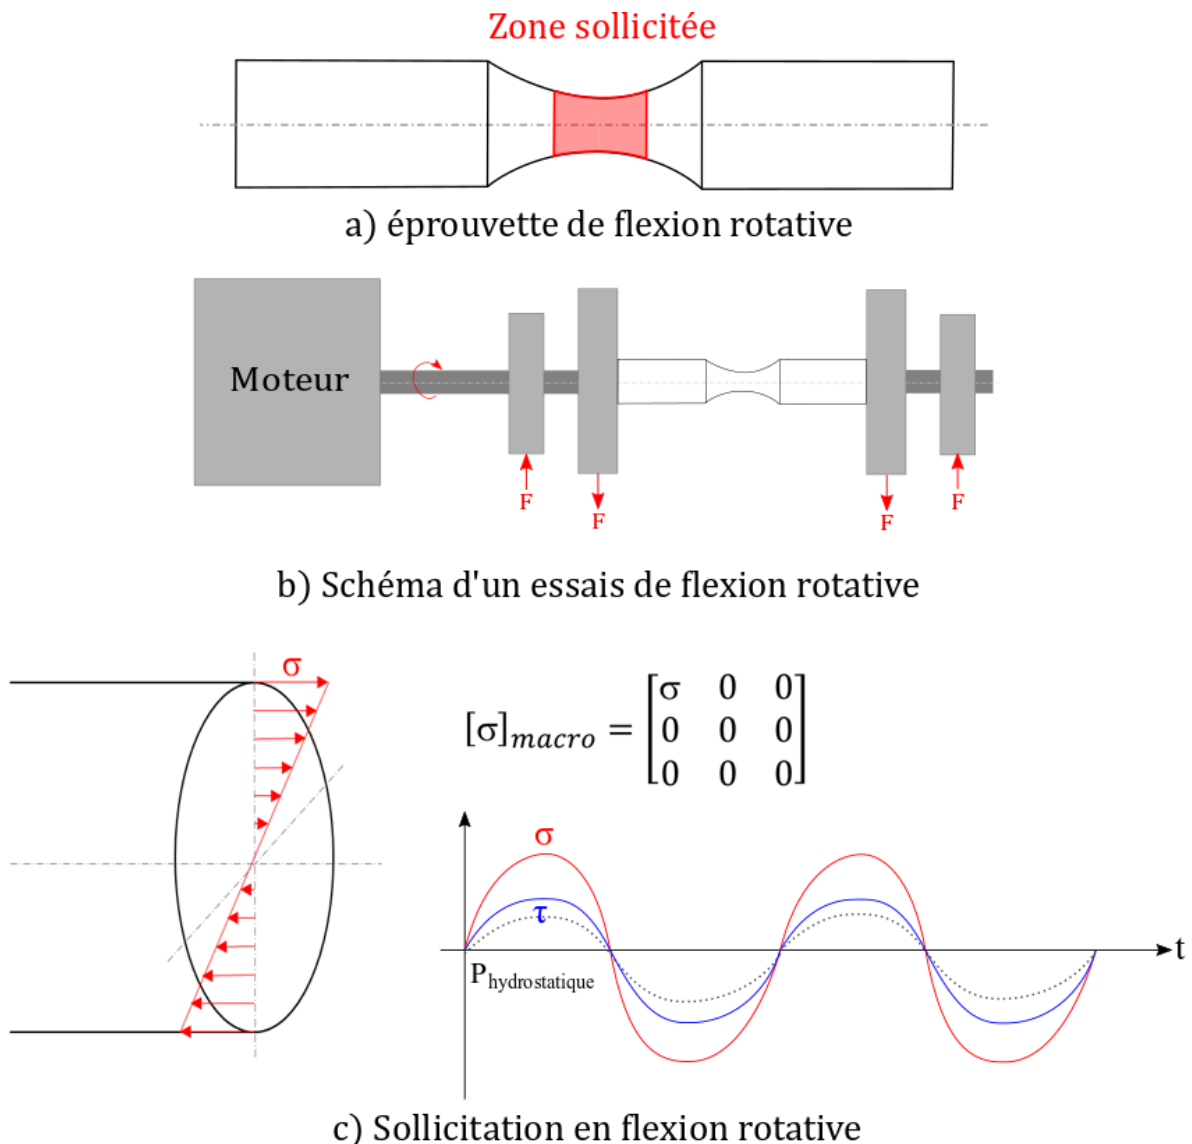 Zone sollicitée
a) éprouvette de flexion rotative
Moteur
F
F
F
F
b) Schéma d'un essais de flexion rotative
σ
[σ]macro = [σ 0 0
0 0 0
0 0 0]
σ
τ
t
Phydrostatique
c) Sollicitation en flexion rotative